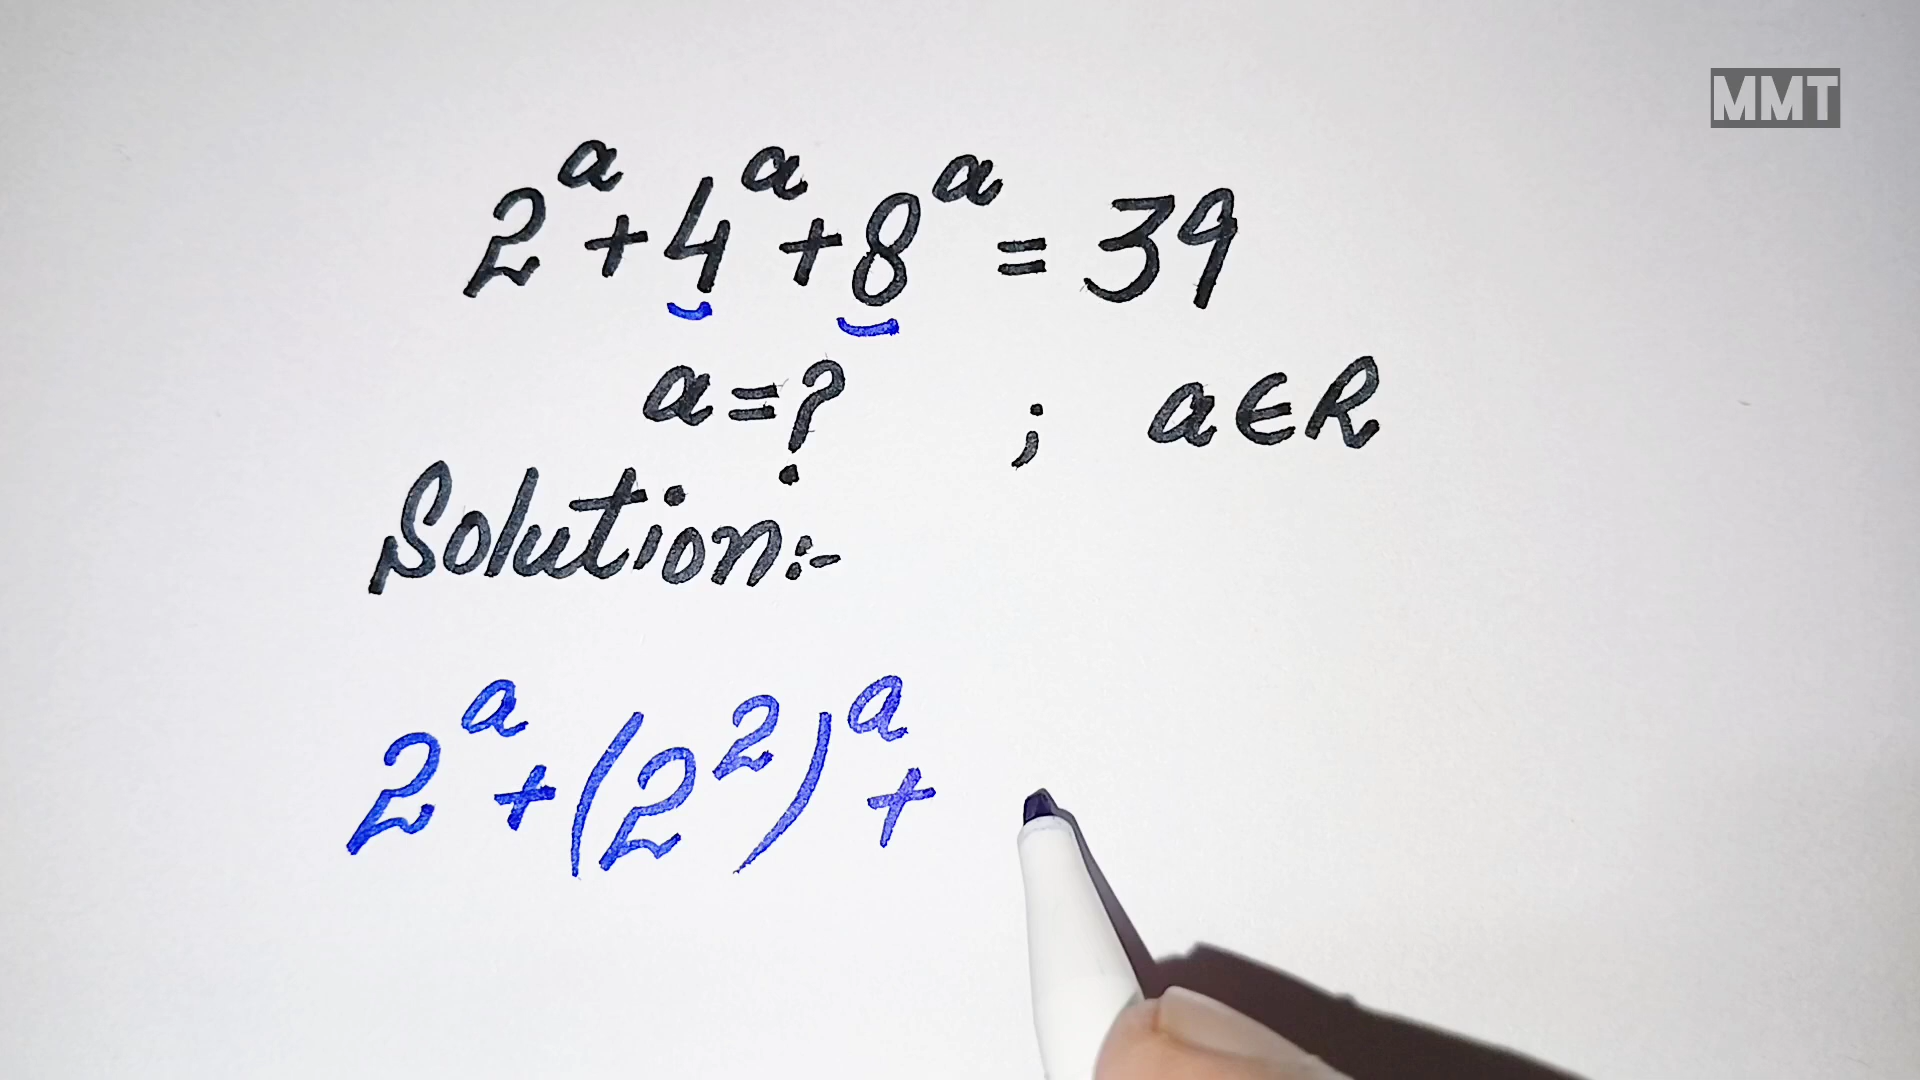 MMT
2^a + 4^a + 8^a = 39
a = ? ; a ∈ R
Solution:-
2^a + (2^2)^a +